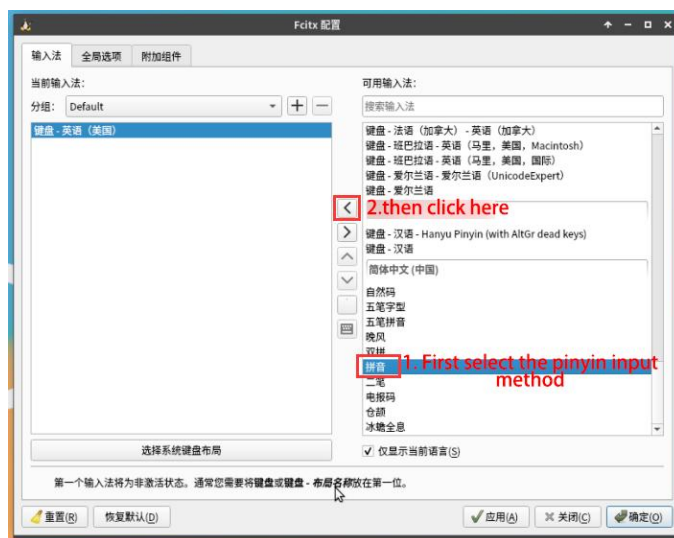 Fcitx 配置
输入法 全局选项 附加组件
当前输入法:
分组: Default
键盘 - 英语（美国）
可用输入法:
搜索输入法
键盘 - 法语（加拿大） - 英语（加拿大）
键盘 - 班巴拉语 - 英语（马里，美国，Macintosh）
键盘 - 班巴拉语 - 英语（马里，美国，国际）
键盘 - 爱尔兰语 - 爱尔兰语（UnicodeExpert）
键盘 - 爱尔兰语
2.then click here
键盘 - 汉语 - Hanyu Pinyin (with AltGr dead keys)
键盘 - 汉语
简体中文 (中国)
自然码
五笔字型
五笔拼音
晚风
双拼
拼音
1. First select the pinyin input
method
二笔
电报码
仓颉
冰蟾全息
选择系统键盘布局
仅显示当前语言(S)
第一个输入法将为非激活状态。通常您需要将键盘或键盘 - 布局名称放在第一位。
重置(R) 恢复默认(D) 应用(A) 关闭(C) 确定(O)